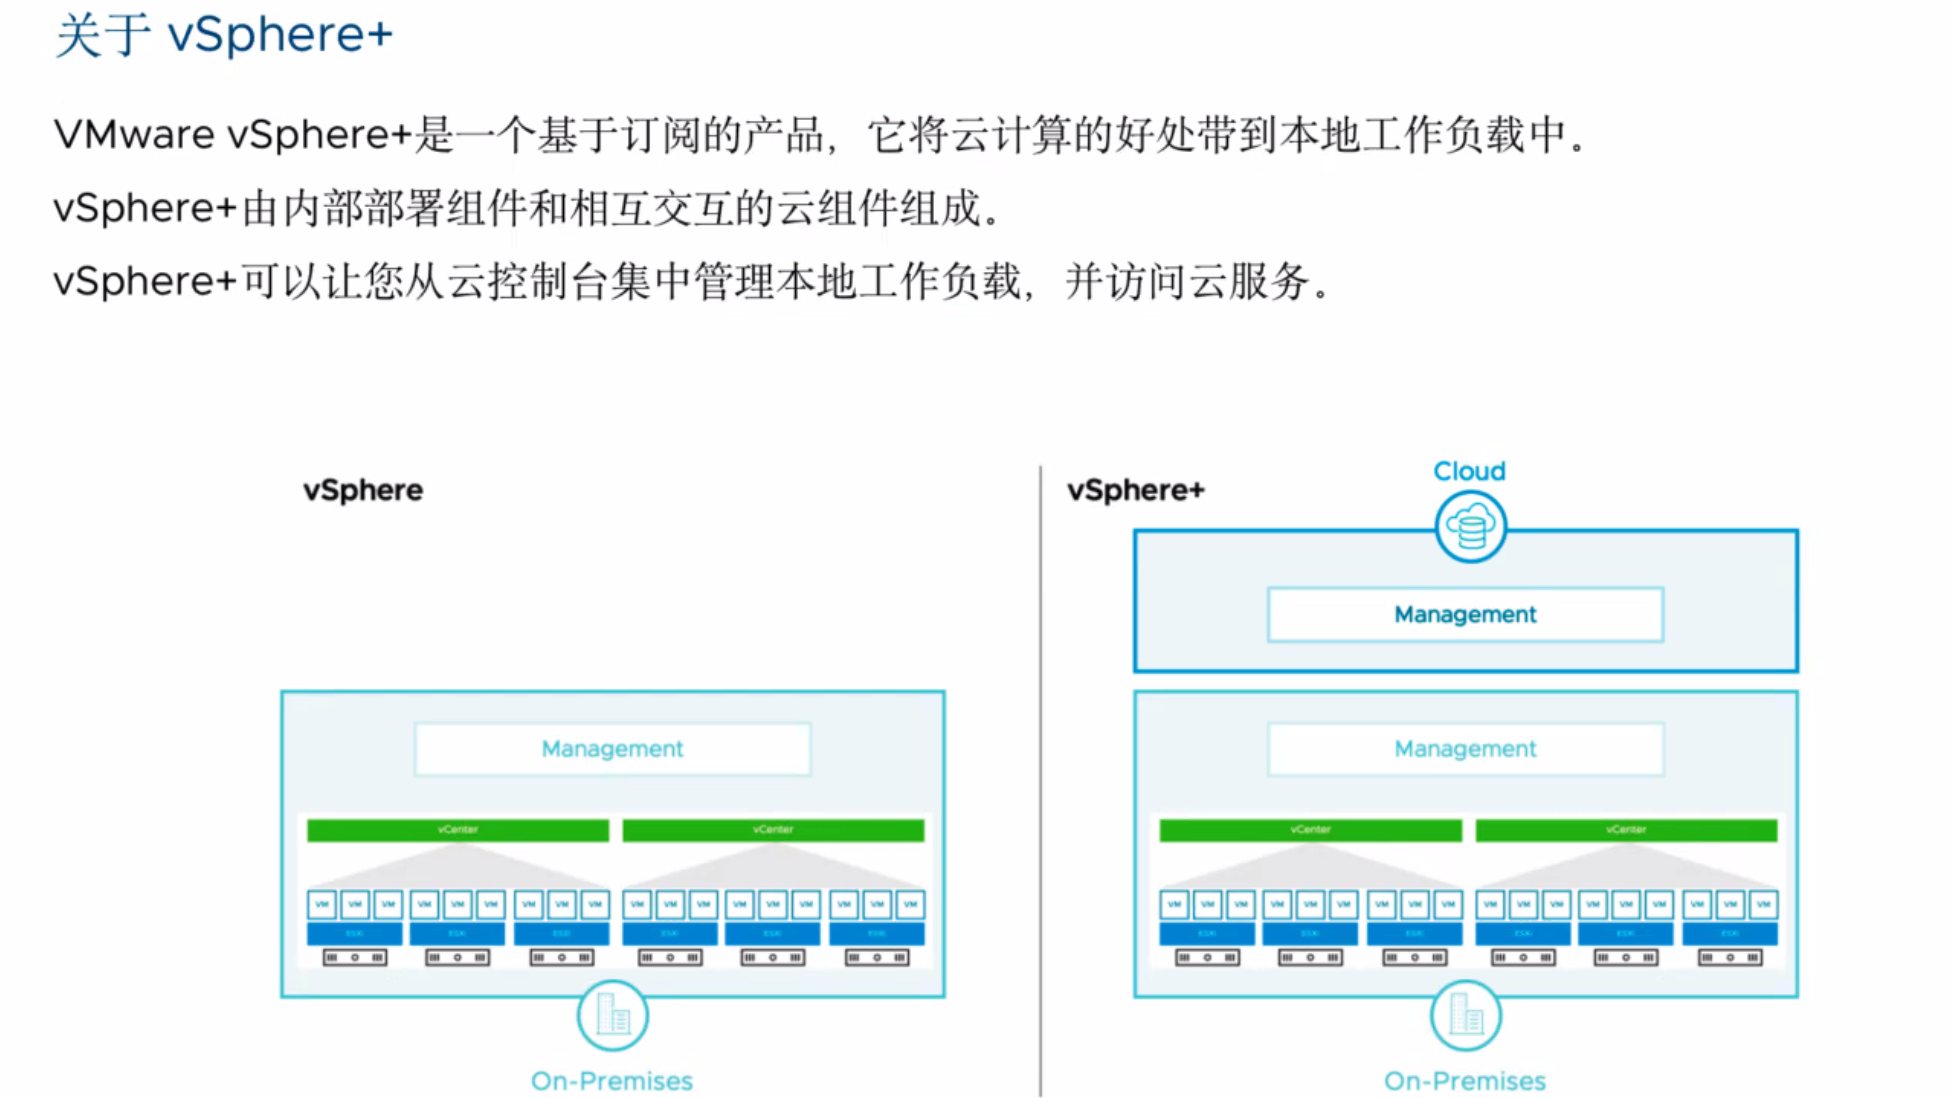 关于 vSphere+
VMware vSphere+是一个基于订阅的产品，它将云计算的好处带到本地工作负载中。
vSphere+由内部部署组件和相互交互的云组件组成。
vSphere+可以让您从云控制台集中管理本地工作负载，并访问云服务。
vSphere
Management
vCenter vCenter
VM VM VM VM VM VM VM VM VM VM VM VM VM VM VM VM VM VM
ESXi ESXi ESXi ESXi ESXi ESXi
On-Premises
vSphere+
Cloud
Management
Management
vCenter vCenter
VM VM VM VM VM VM VM VM VM VM VM VM VM VM VM VM VM VM
ESXi ESXi ESXi ESXi ESXi ESXi
On-Premises